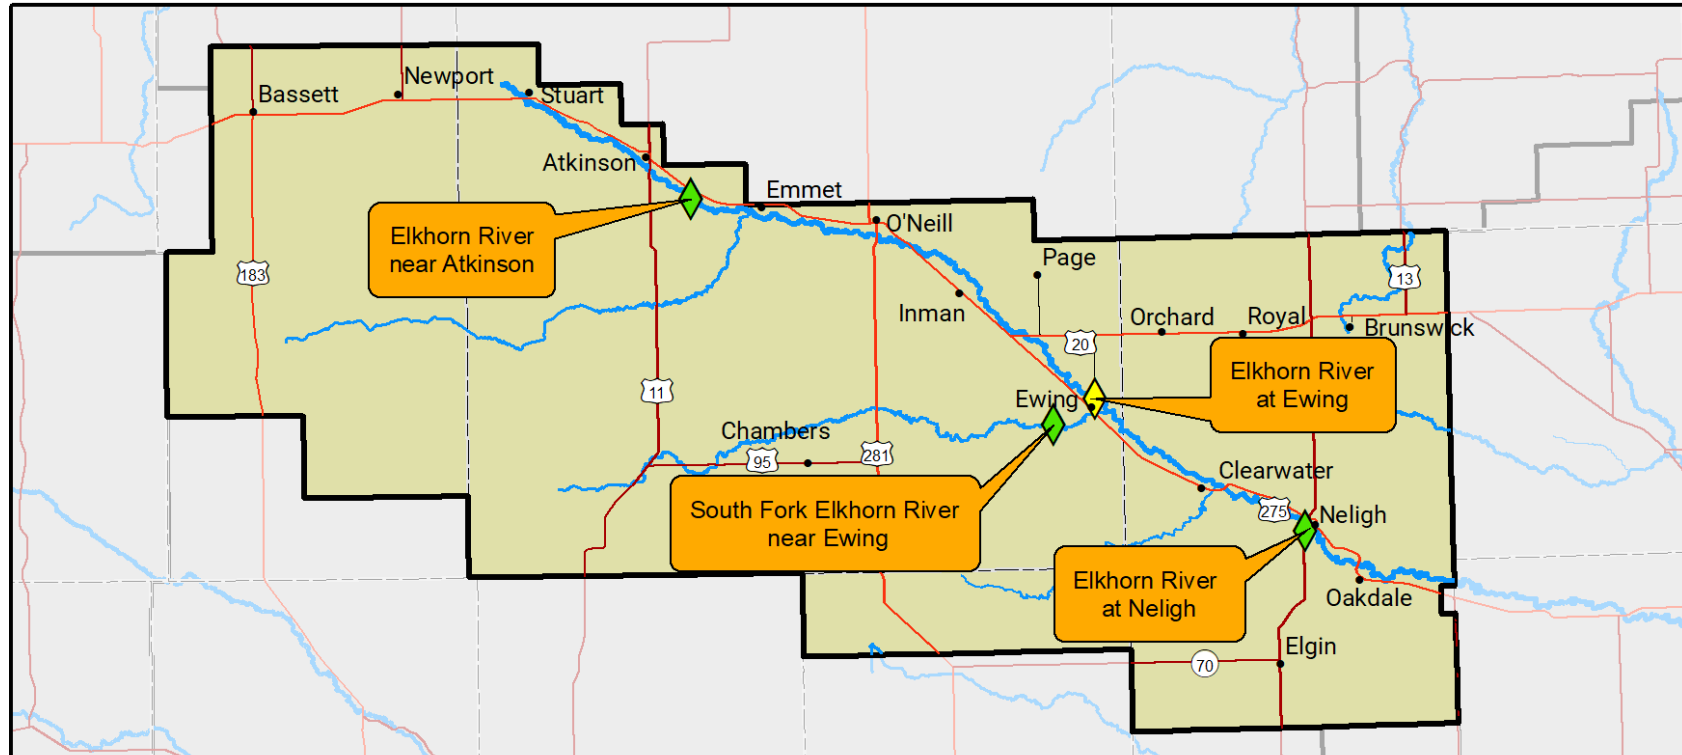 Newport
Bassett
Stuart
Atkinson
Emmet
O'Neill
Elkhorn River
near Atkinson
Page
183
13
Inman
Orchard
Royal
Brunswick
20
Elkhorn River
at Ewing
11
Ewing
Chambers
95
281
Clearwater
South Fork Elkhorn River
near Ewing
275
Neligh
Elkhorn River
at Neligh
Oakdale
Elgin
70